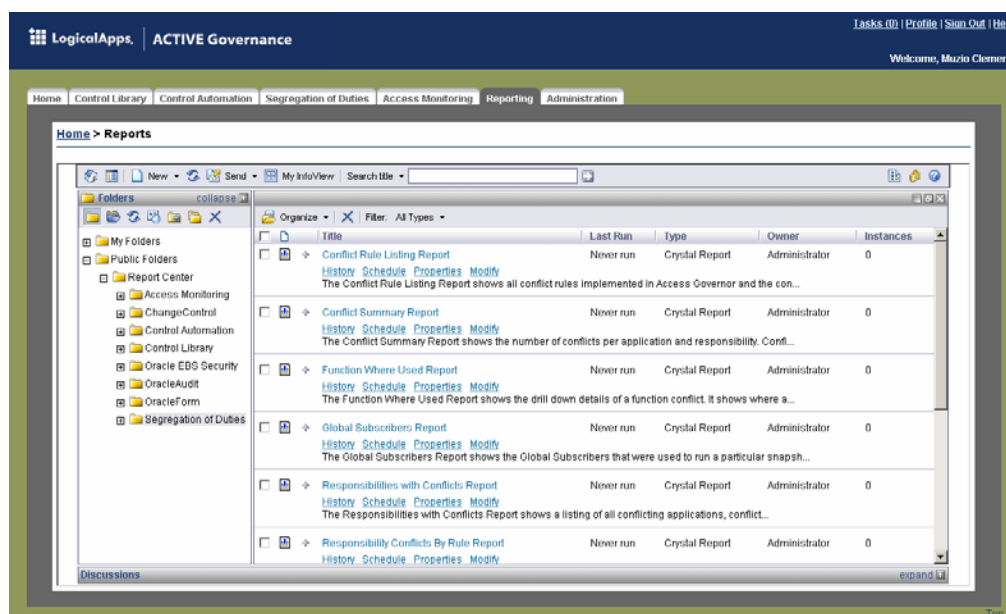 Tasks (0) | Profile | Sign Out | He
LogicalApps. ACTIVE Governance
Welcome, Muzio Clemen
Home Control Library Control Automation Segregation of Duties Access Monitoring Reporting Administration
Home > Reports
New Send My InfoView Search title
Folders collapse
Organize Filter: All Types
Title Last Run Type Owner Instances
My Folders
Public Folders
Report Center
Access Monitoring
ChangeControl
Control Automation
Control Library
Oracle EBS Security
OracleAudit
OracleForm
Segregation of Duties
Conflict Rule Listing Report Never run Crystal Report Administrator 0
History Schedule Properties Modify
The Conflict Rule Listing Report shows all conflict rules implemented in Access Governor and the con...
Conflict Summary Report Never run Crystal Report Administrator 0
History Schedule Properties Modify
The Conflict Summary Report shows the number of conflicts per application and responsibility. Confl...
Function Where Used Report Never run Crystal Report Administrator 0
History Schedule Properties Modify
The Function Where Used Report shows the drill down details of a function conflict. It shows where a...
Global Subscribers Report Never run Crystal Report Administrator 0
History Schedule Properties Modify
The Global Subscribers Report shows the Global Subscribers that were used to run a particular snapsh...
Responsibilities with Conflicts Report Never run Crystal Report Administrator 0
History Schedule Properties Modify
The Responsibilities with Conflicts Report shows a listing of all conflicting applications, conflict...
Responsibility Conflicts By Rule Report Never run Crystal Report Administrator 0
History Schedule Properties Modify
Discussions expand